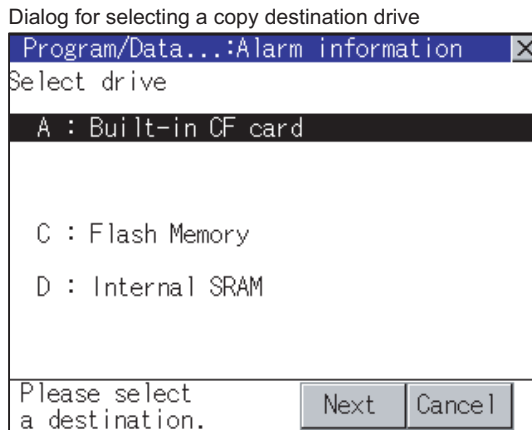 Dialog for selecting a copy destination drive
Program/Data...:Alarm information
Select drive
A : Built-in CF card
C : Flash Memory
D : Internal SRAM
Please select
a destination.
Next
Cancel